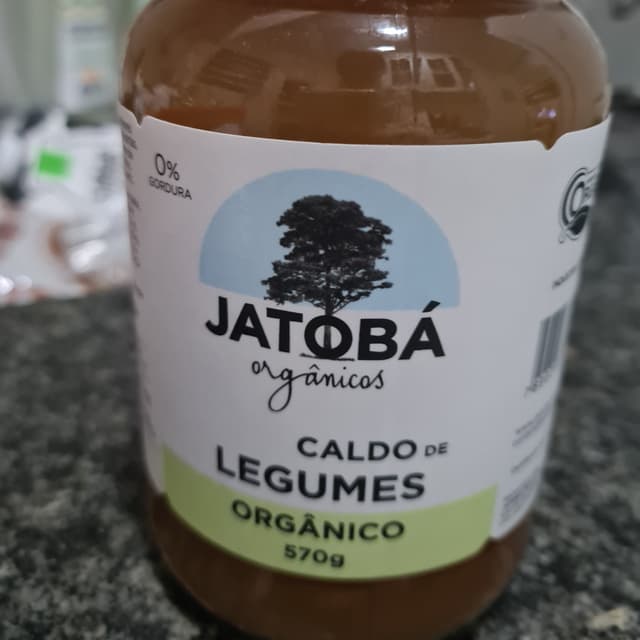 0%
GORDURA
JATOBÁ
orgânicos
CALDO DE
LEGUMES
ORGÂNICO
570g